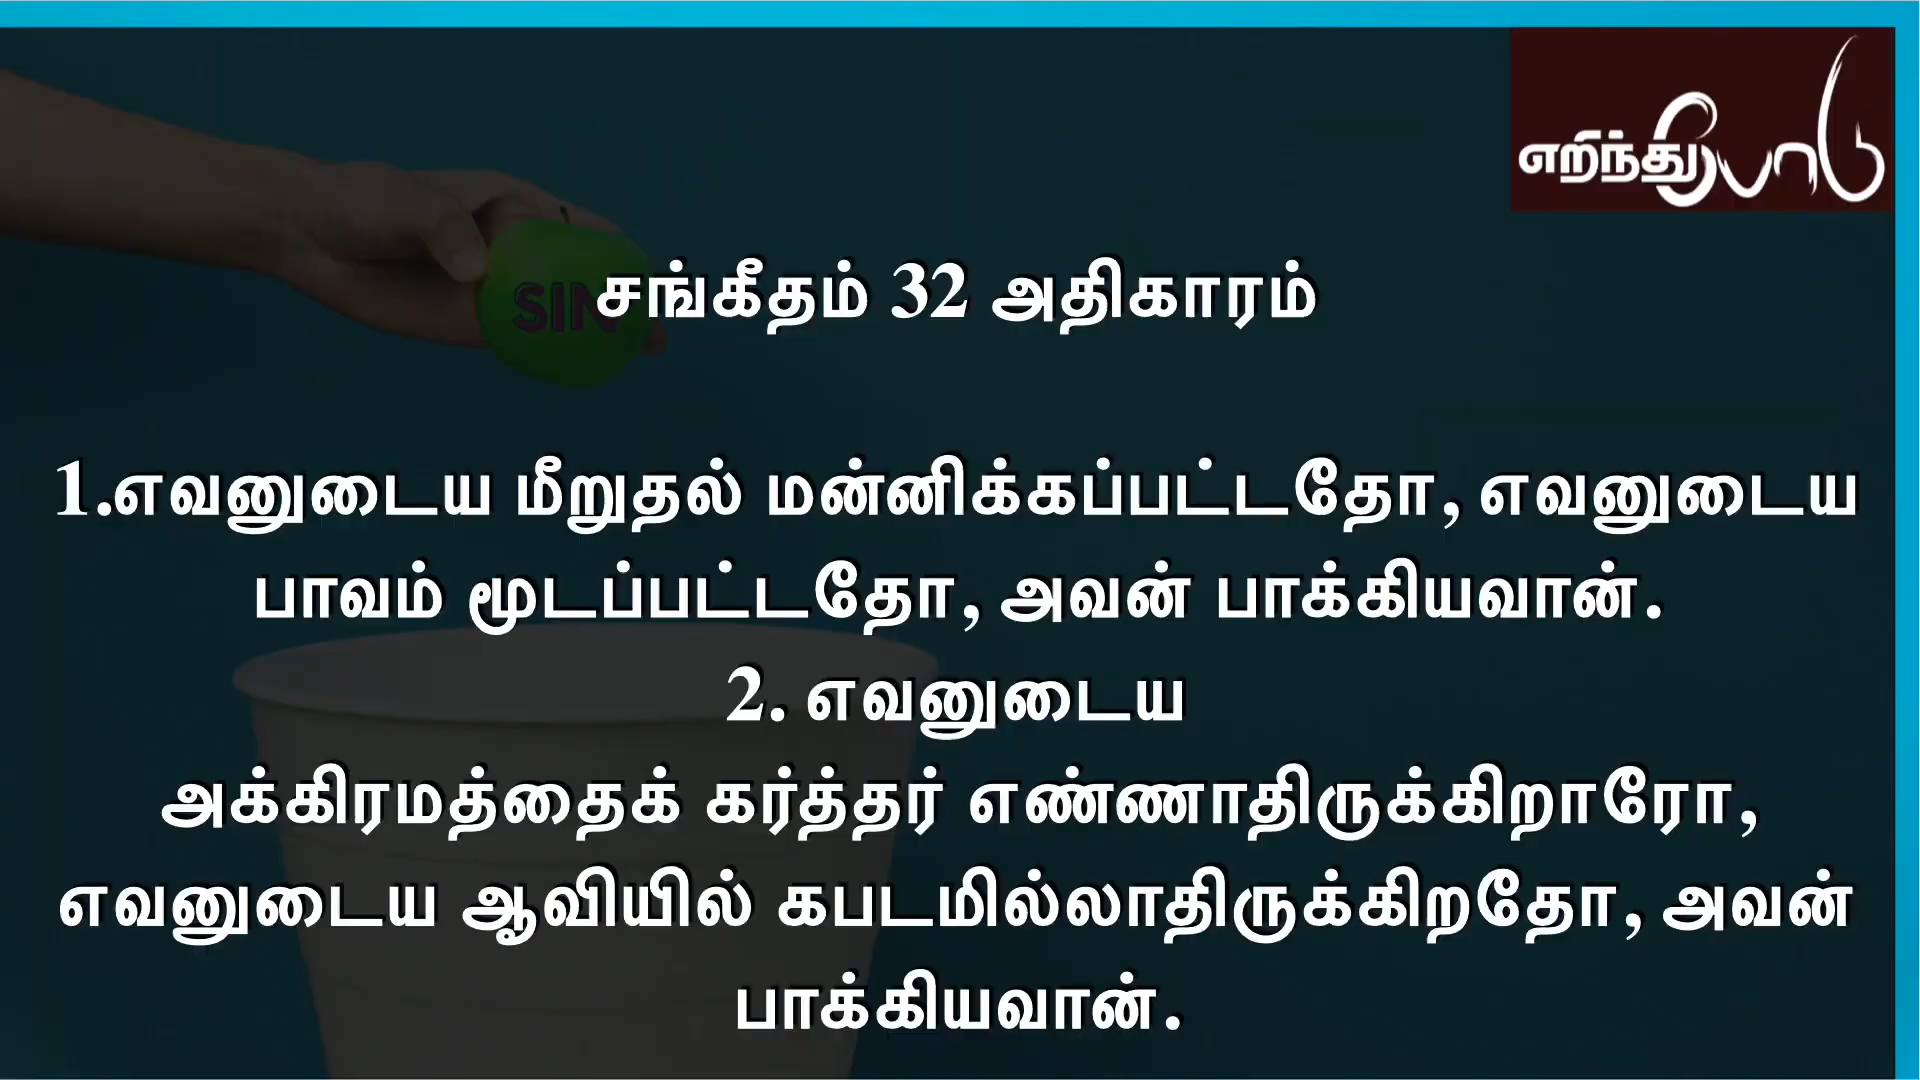 எறிந்து போடு
SIN
சங்கீதம் 32 அதிகாரம்
1.எவனுடைய மீறுதல் மன்னிக்கப்பட்டதோ, எவனுடைய
பாவம் மூடப்பட்டதோ, அவன் பாக்கியவான்.
2. எவனுடைய
அக்கிரமத்தைக் கர்த்தர் எண்ணாதிருக்கிறாரோ,
எவனுடைய ஆவியில் கபடமில்லாதிருக்கிறதோ, அவன்
பாக்கியவான்.